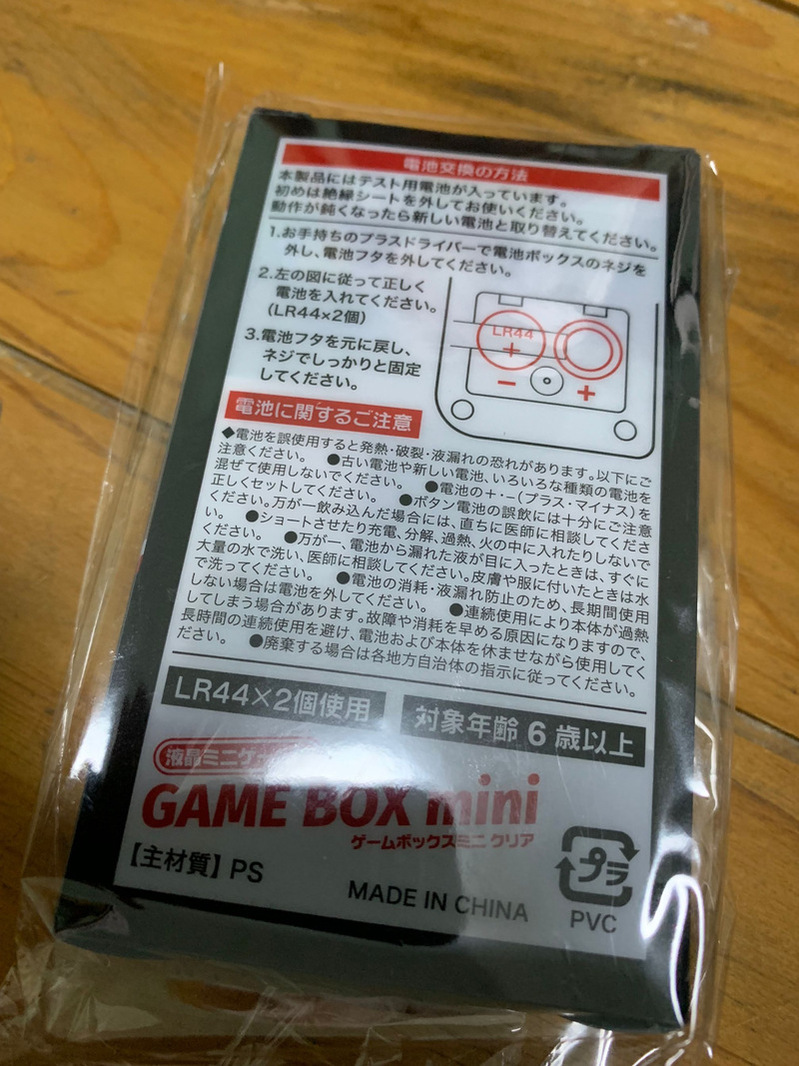 電池交換の方法
本製品にはテスト用電池が入っています。
初めは絶縁シートを外してお使いください。
動作が鈍くなったら新しい電池と取り替えてください。
1.お手持ちのプラスドライバーで電池ボックスのネジを
外し、電池フタを外してください。
2.左の図に従って正しく
電池を入れてください。
(LR44×2個)
3.電池フタを元に戻し、
ネジでしっかりと固定
してください。
LR44
+
− +
電池に関するご注意
◆電池を誤使用すると発熱・破裂・液漏れの恐れがあります。以下にご
注意ください。 ●古い電池や新しい電池、いろいろな種類の電池を
混ぜて使用しないでください。 ●電池の+・−(プラス・マイナス)を
正しくセットしてください。 ●ボタン電池の誤飲には十分にご注意
ください。万が一飲み込んだ場合には、直ちに医師に相談してくださ
い。 ●ショートさせたり充電、分解、過熱、火の中に入れたりしないで
ください。 ●万が一、電池から漏れた液が目に入ったときは、すぐに
大量の水で洗い、医師に相談してください。皮膚や服に付いたときは水
で洗ってください。 ●電池の消耗・液漏れ防止のため、長期間使用
しない場合は電池を外してください。 ●連続使用により本体が過熱
してしまう場合があります。故障や消耗を早める原因になりますので、
長時間の連続使用を避け、電池および本体を休ませながら使用してく
ださい。 ●廃棄する場合は各地方自治体の指示に従ってください。
LR44×2個使用
対象年齢 6 歳以上
液晶ミニゲー
GAME BOX mini
ゲームボックスミニ クリア
【主材質】PS
MADE IN CHINA
プラ
PVC